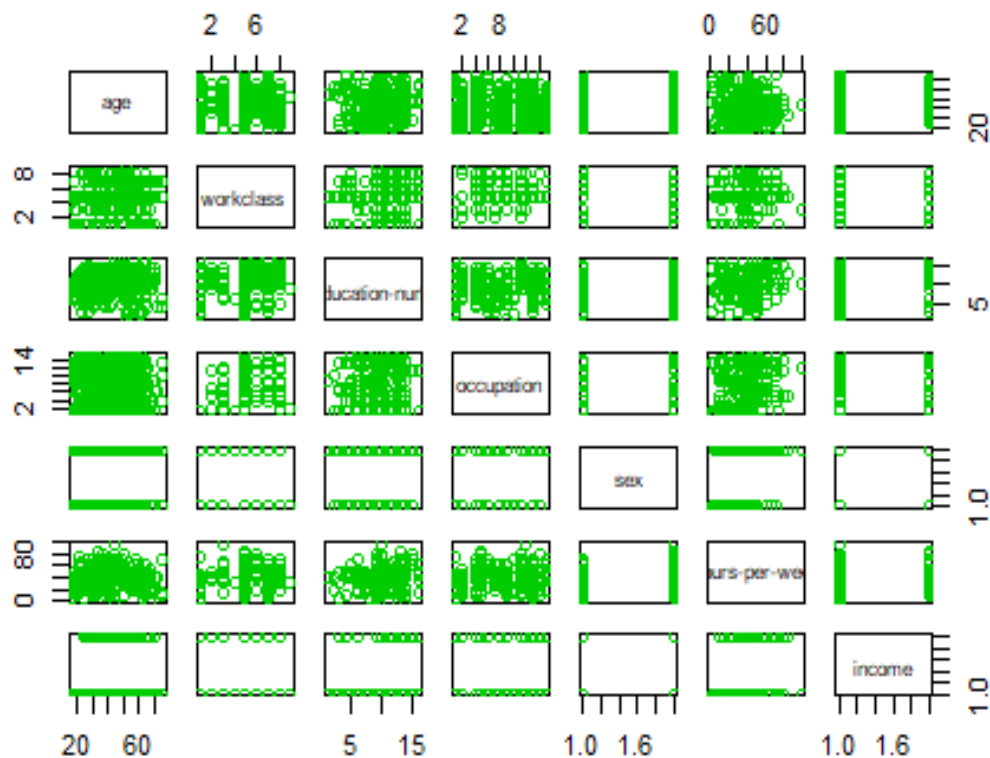 2 6 2 8 0 60
age 20
8 2 workclass
ducation-nur 5
14 2 occupation
sex 1.0
80 0 urs-per-wee
income 1.0
20 60 5 15 1.0 1.6 1.0 1.6